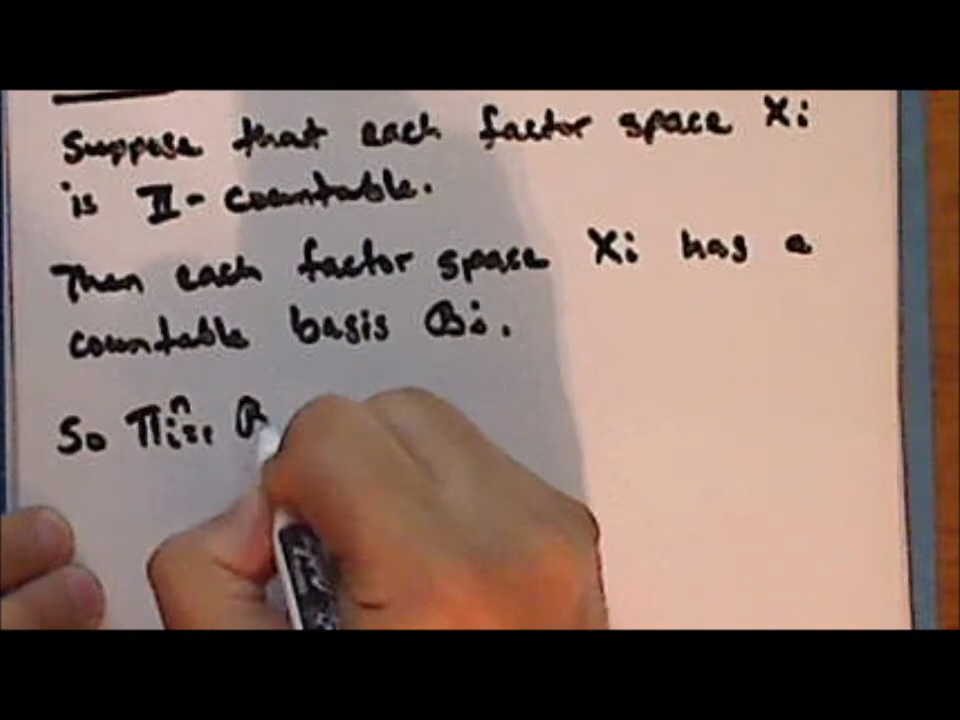 Suppose that each factor space Xi
is II-countable.
Then each factor space Xi has a
countable basis Bi.
So Πⁿi=1 B